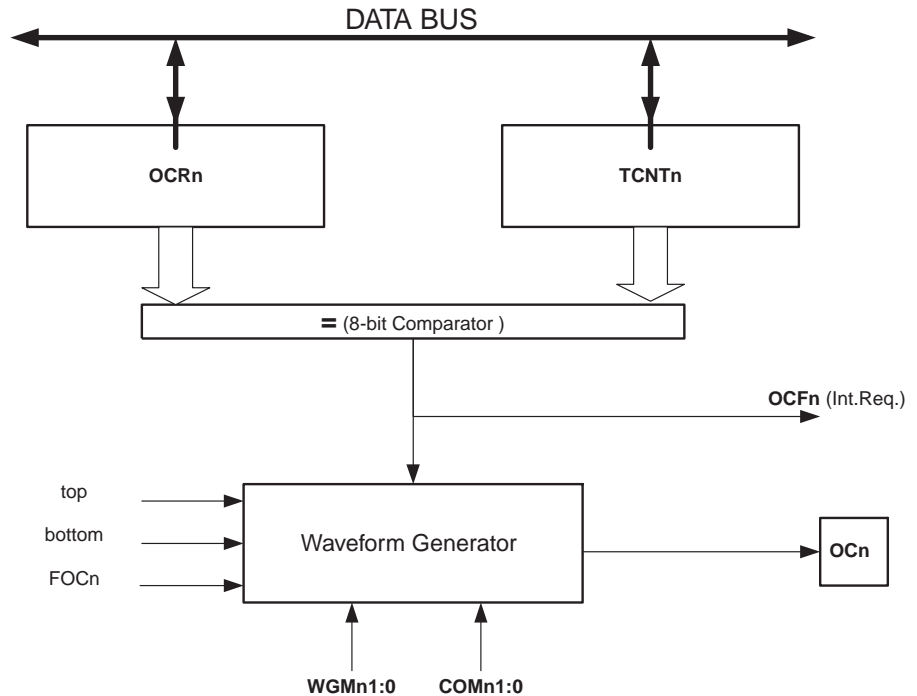 DATA BUS
OCRn
TCNTn
= (8-bit Comparator )
OCFn (Int.Req.)
top
bottom
FOCn
Waveform Generator
OCn
WGMn1:0
COMn1:0